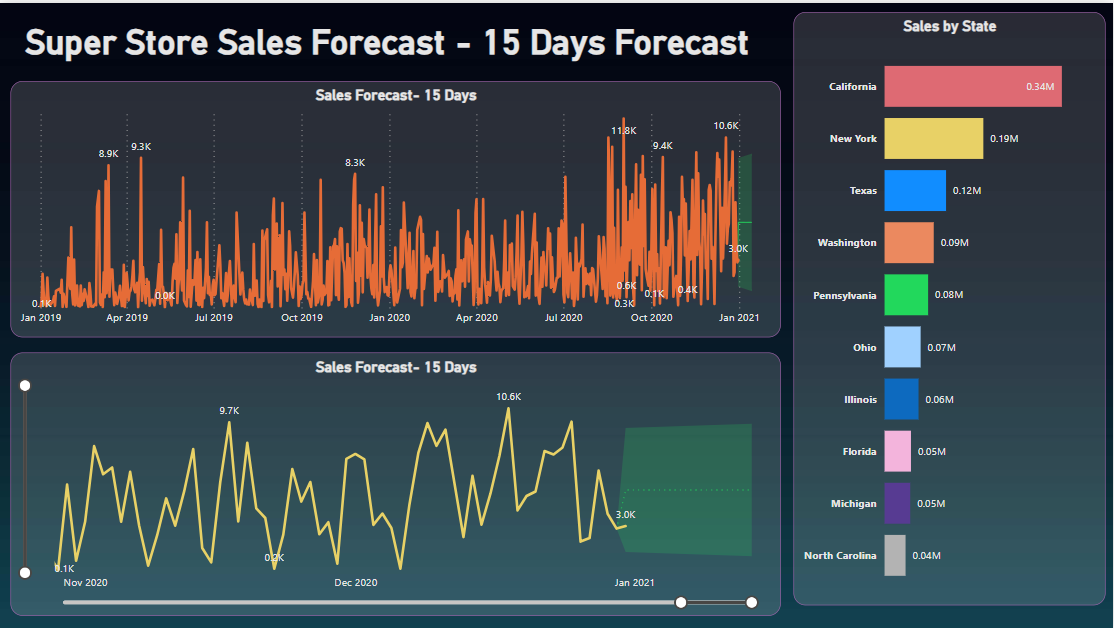 Super Store Sales Forecast - 15 Days Forecast
Sales Forecast- 15 Days
11.8K
10.6K
8.9K
9.3K
9.4K
8.3K
3.0K
0.6K
0.0K
0.1K
0.4K
0.1K
0.3K
Jan 2019 Apr 2019 Jul 2019 Oct 2019 Jan 2020 Apr 2020 Jul 2020 Oct 2020 Jan 2021
Sales Forecast- 15 Days
10.6K
9.7K
3.0K
0.1K
Nov 2020 Dec 2020 Jan 2021
Sales by State
California 0.34M
New York 0.19M
Texas 0.12M
Washington 0.09M
Pennsylvania 0.08M
Ohio 0.07M
Illinois 0.06M
Florida 0.05M
Michigan 0.05M
North Carolina 0.04M